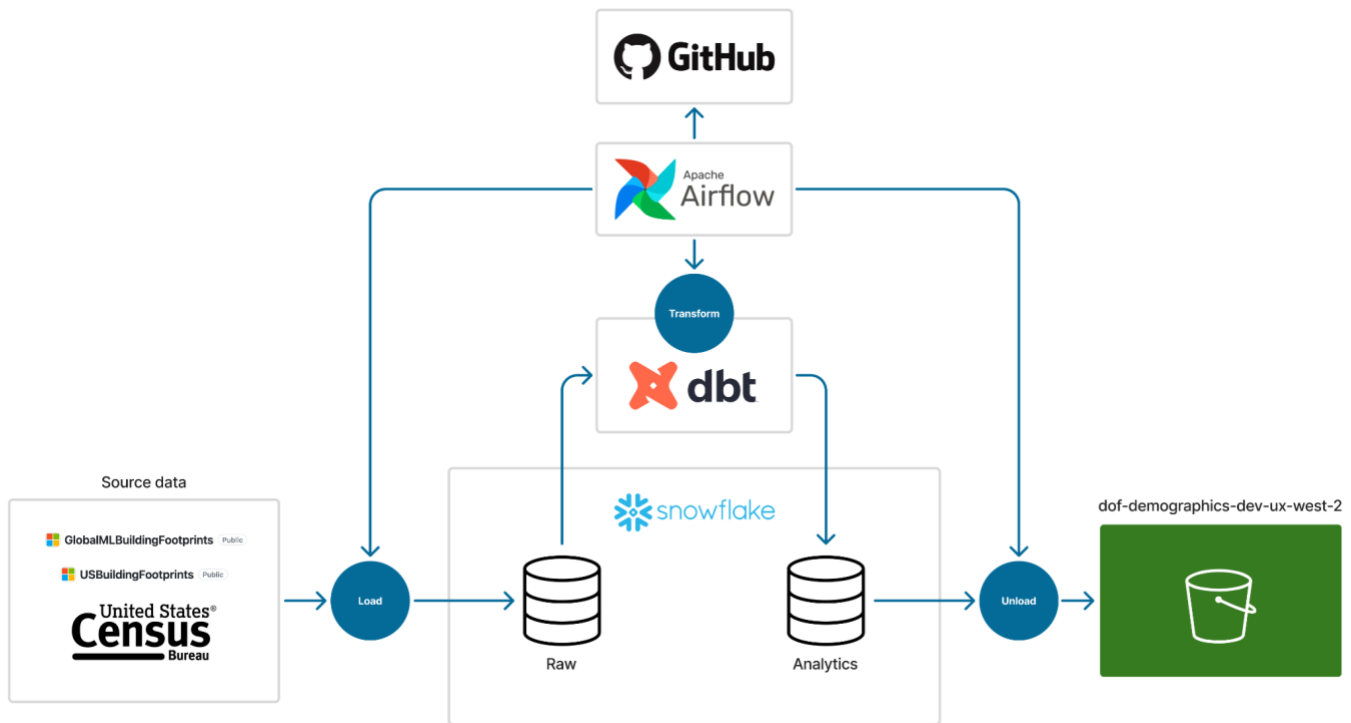 GitHub
Apache
Airflow
Transform
dbt
Source data
snowflake
dof-demographics-dev-ux-west-2
GlobalMLBuildingFootprints Public
USBuildingFootprints Public
United States®
Census
Bureau
Load
Unload
Raw
Analytics